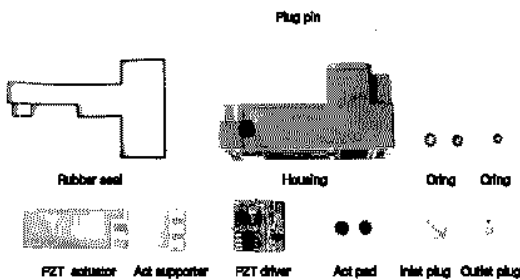 Plug pin
Rubber seal
Housing
Oring
Oring
PZT actuator
Act supporter
PZT driver
Act pad
Inlet plug
Outlet plug